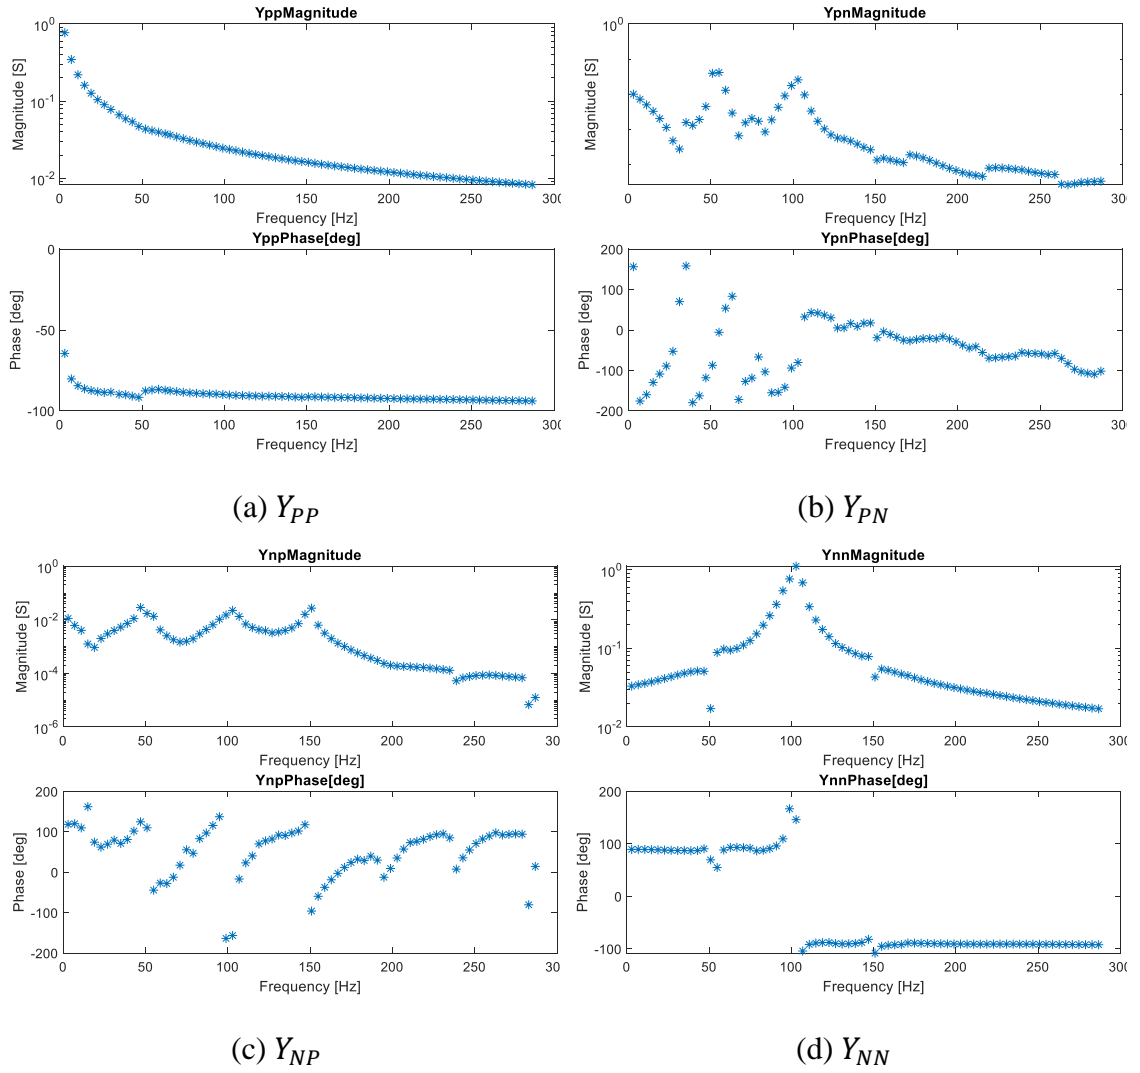 YppMagnitude
10^0
10^-1
10^-2
Magnitude [S]
0 50 100 150 200 250 300
Frequency [Hz]
YppPhase[deg]
0
-50
-100
Phase [deg]
0 50 100 150 200 250 300
Frequency [Hz]
(a) Y_PP
YpnMagnitude
10^0
Magnitude [S]
0 50 100 150 200 250 300
Frequency [Hz]
YpnPhase[deg]
200
100
0
-100
-200
Phase [deg]
0 50 100 150 200 250 300
Frequency [Hz]
(b) Y_PN
YnpMagnitude
10^0
10^-2
10^-4
10^-6
Magnitude [S]
0 50 100 150 200 250 300
Frequency [Hz]
YnpPhase[deg]
200
100
0
-100
-200
Phase [deg]
0 50 100 150 200 250 300
Frequency [Hz]
(c) Y_NP
YnnMagnitude
10^0
10^-1
10^-2
Magnitude [S]
0 50 100 150 200 250 300
Frequency [Hz]
YnnPhase[deg]
200
100
0
-100
Phase [deg]
0 50 100 150 200 250 300
Frequency [Hz]
(d) Y_NN